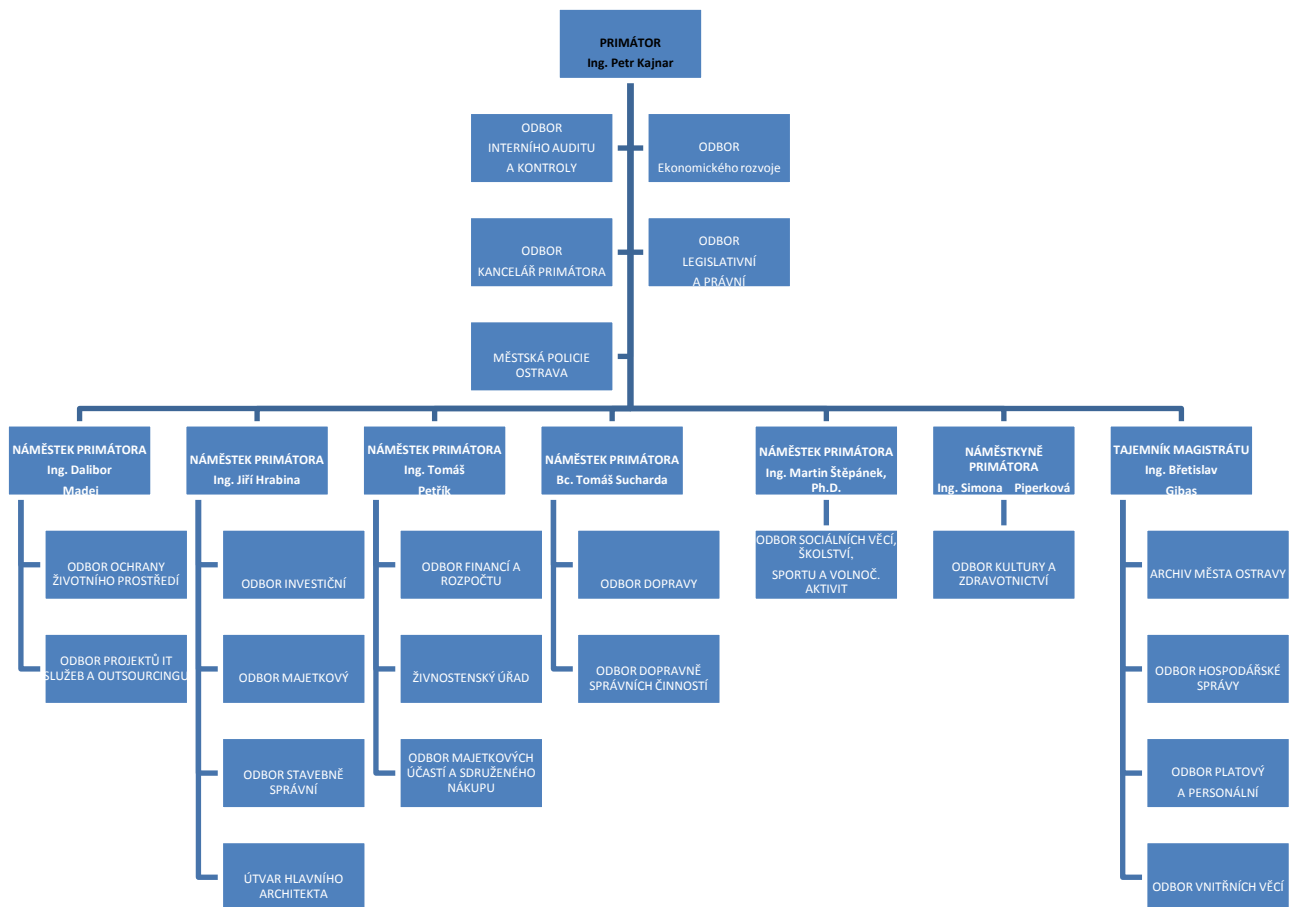 PRIMÁTOR
Ing. Petr Kajnar
ODBOR
INTERNÍHO AUDITU
A KONTROLY
ODBOR
Ekonomického rozvoje
ODBOR
KANCELÁŘ PRIMÁTORA
ODBOR
LEGISLATIVNÍ
A PRÁVNÍ
MĚSTSKÁ POLICIE
OSTRAVA
NÁMĚSTEK PRIMÁTORA
Ing. Dalibor
Madej
NÁMĚSTEK PRIMÁTORA
Ing. Jiří Hrabina
NÁMĚSTEK PRIMÁTORA
Ing. Tomáš
Petřík
NÁMĚSTEK PRIMÁTORA
Bc. Tomáš Sucharda
NÁMĚSTEK PRIMÁTORA
Ing. Martin Štěpánek,
Ph.D.
NÁMĚSTKYNĚ
PRIMÁTORA
Ing. Simona Piperková
TAJEMNÍK MAGISTRÁTU
Ing. Břetislav
Gibas
ODBOR OCHRANY
ŽIVOTNÍHO PROSTŘEDÍ
ODBOR INVESTIČNÍ
ODBOR FINANCÍ A
ROZPOČTU
ODBOR DOPRAVY
ODBOR SOCIÁLNÍCH VĚCÍ,
ŠKOLSTVÍ,
SPORTU A VOLNOČ.
AKTIVIT
ODBOR KULTURY A
ZDRAVOTNICTVÍ
ARCHIV MĚSTA OSTRAVY
ODBOR PROJEKTŮ IT
SLUŽEB A OUTSOURCINGU
ODBOR MAJETKOVÝ
ŽIVNOSTENSKÝ ÚŘAD
ODBOR DOPRAVNĚ
SPRÁVNÍCH ČINNOSTÍ
ODBOR HOSPODÁŘSKÉ
SPRÁVY
ODBOR STAVEBNĚ
SPRÁVNÍ
ODBOR MAJETKOVÝCH
ÚČASTÍ A SDRUŽENÉHO
NÁKUPU
ODBOR PLATOVÝ
A PERSONÁLNÍ
ÚTVAR HLAVNÍHO
ARCHITEKTA
ODBOR VNITŘNÍCH VĚCÍ